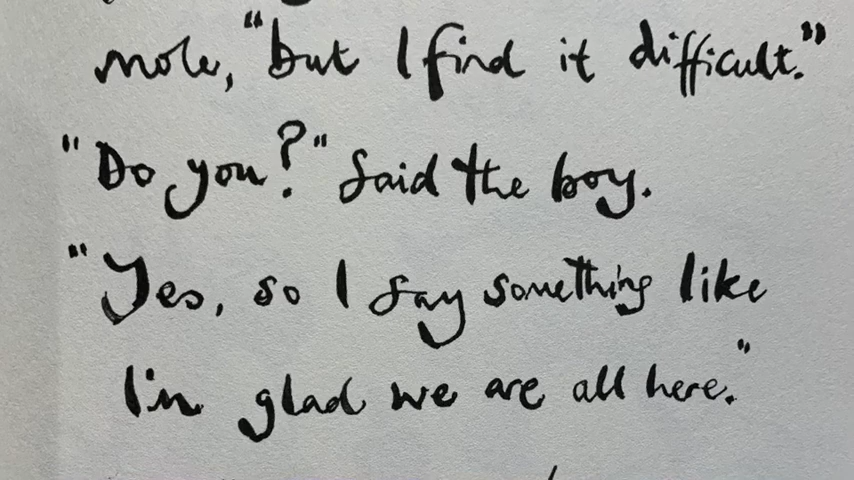 mole, "but I find it difficult."
"Do you?" said the boy.
"Yes, so I say something like
I'm glad we are all here."